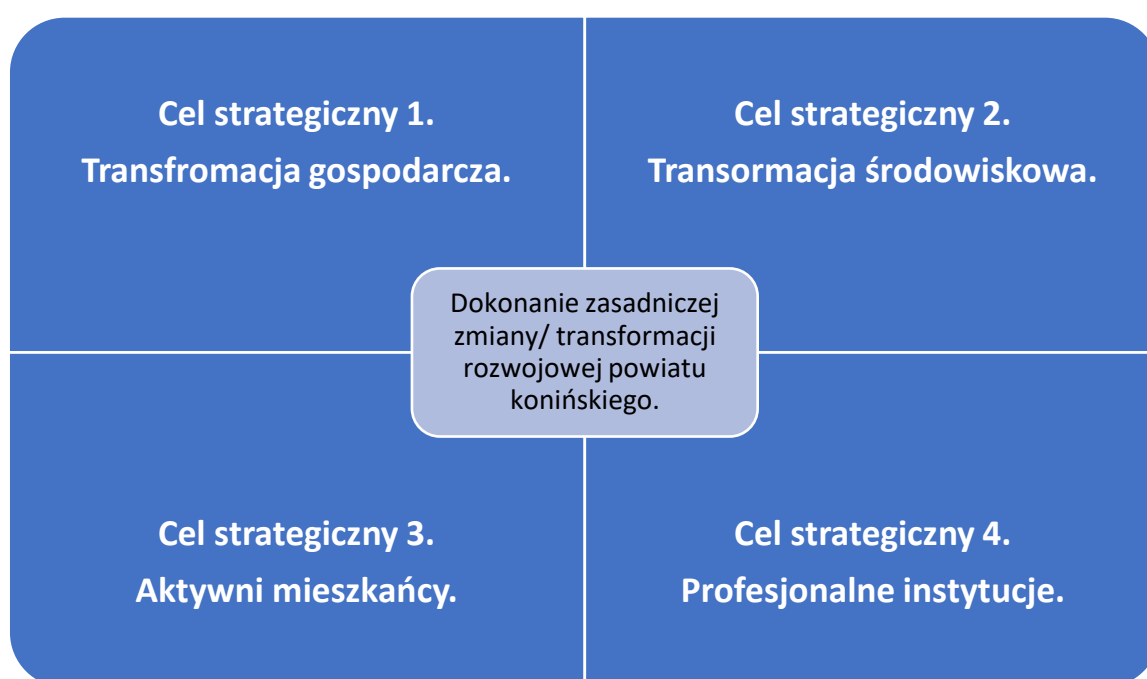 Cel strategiczny 1.
Transfromacja gospodarcza.
Cel strategiczny 2.
Transormacja środowiskowa.
Dokonanie zasadniczej
zmiany/ transformacji
rozwojowej powiatu
konińskiego.
Cel strategiczny 3.
Aktywni mieszkańcy.
Cel strategiczny 4.
Profesjonalne instytucje.